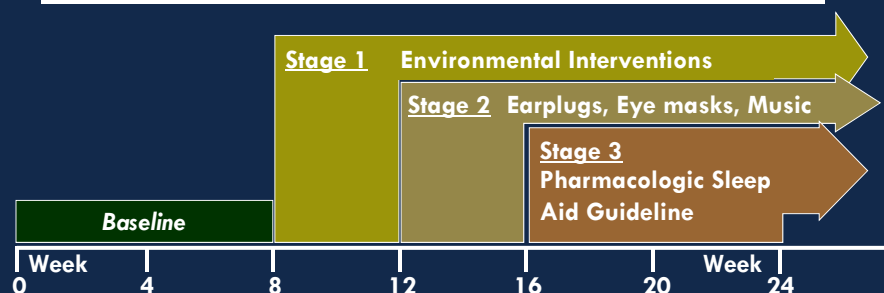 Stage 1 Environmental Interventions
Stage 2 Earplugs, Eye masks, Music
Stage 3
Pharmacologic Sleep
Aid Guideline
Baseline
Week Week
0 4 8 12 16 20 24